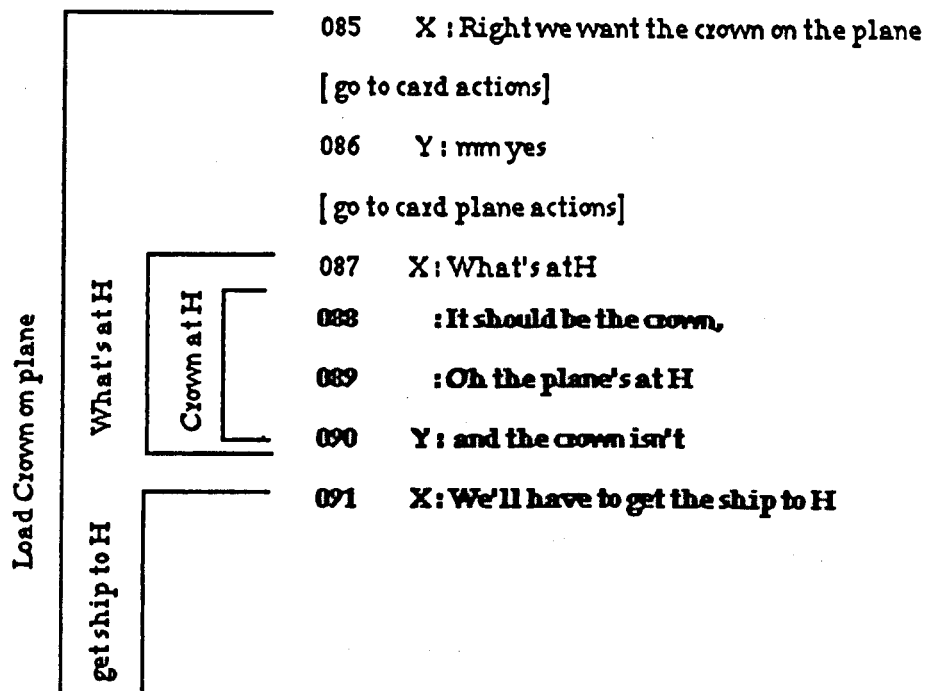 085 X : Right we want the crown on the plane
[ go to card actions]
086 Y : mm yes
[ go to card plane actions]
087 X : What's at H
088 : It should be the crown,
089 : Oh the plane's at H
090 Y : and the crown isn't
091 X : We'll have to get the ship to H
Load Crown on plane
What's at H
Crown at H
get ship to H